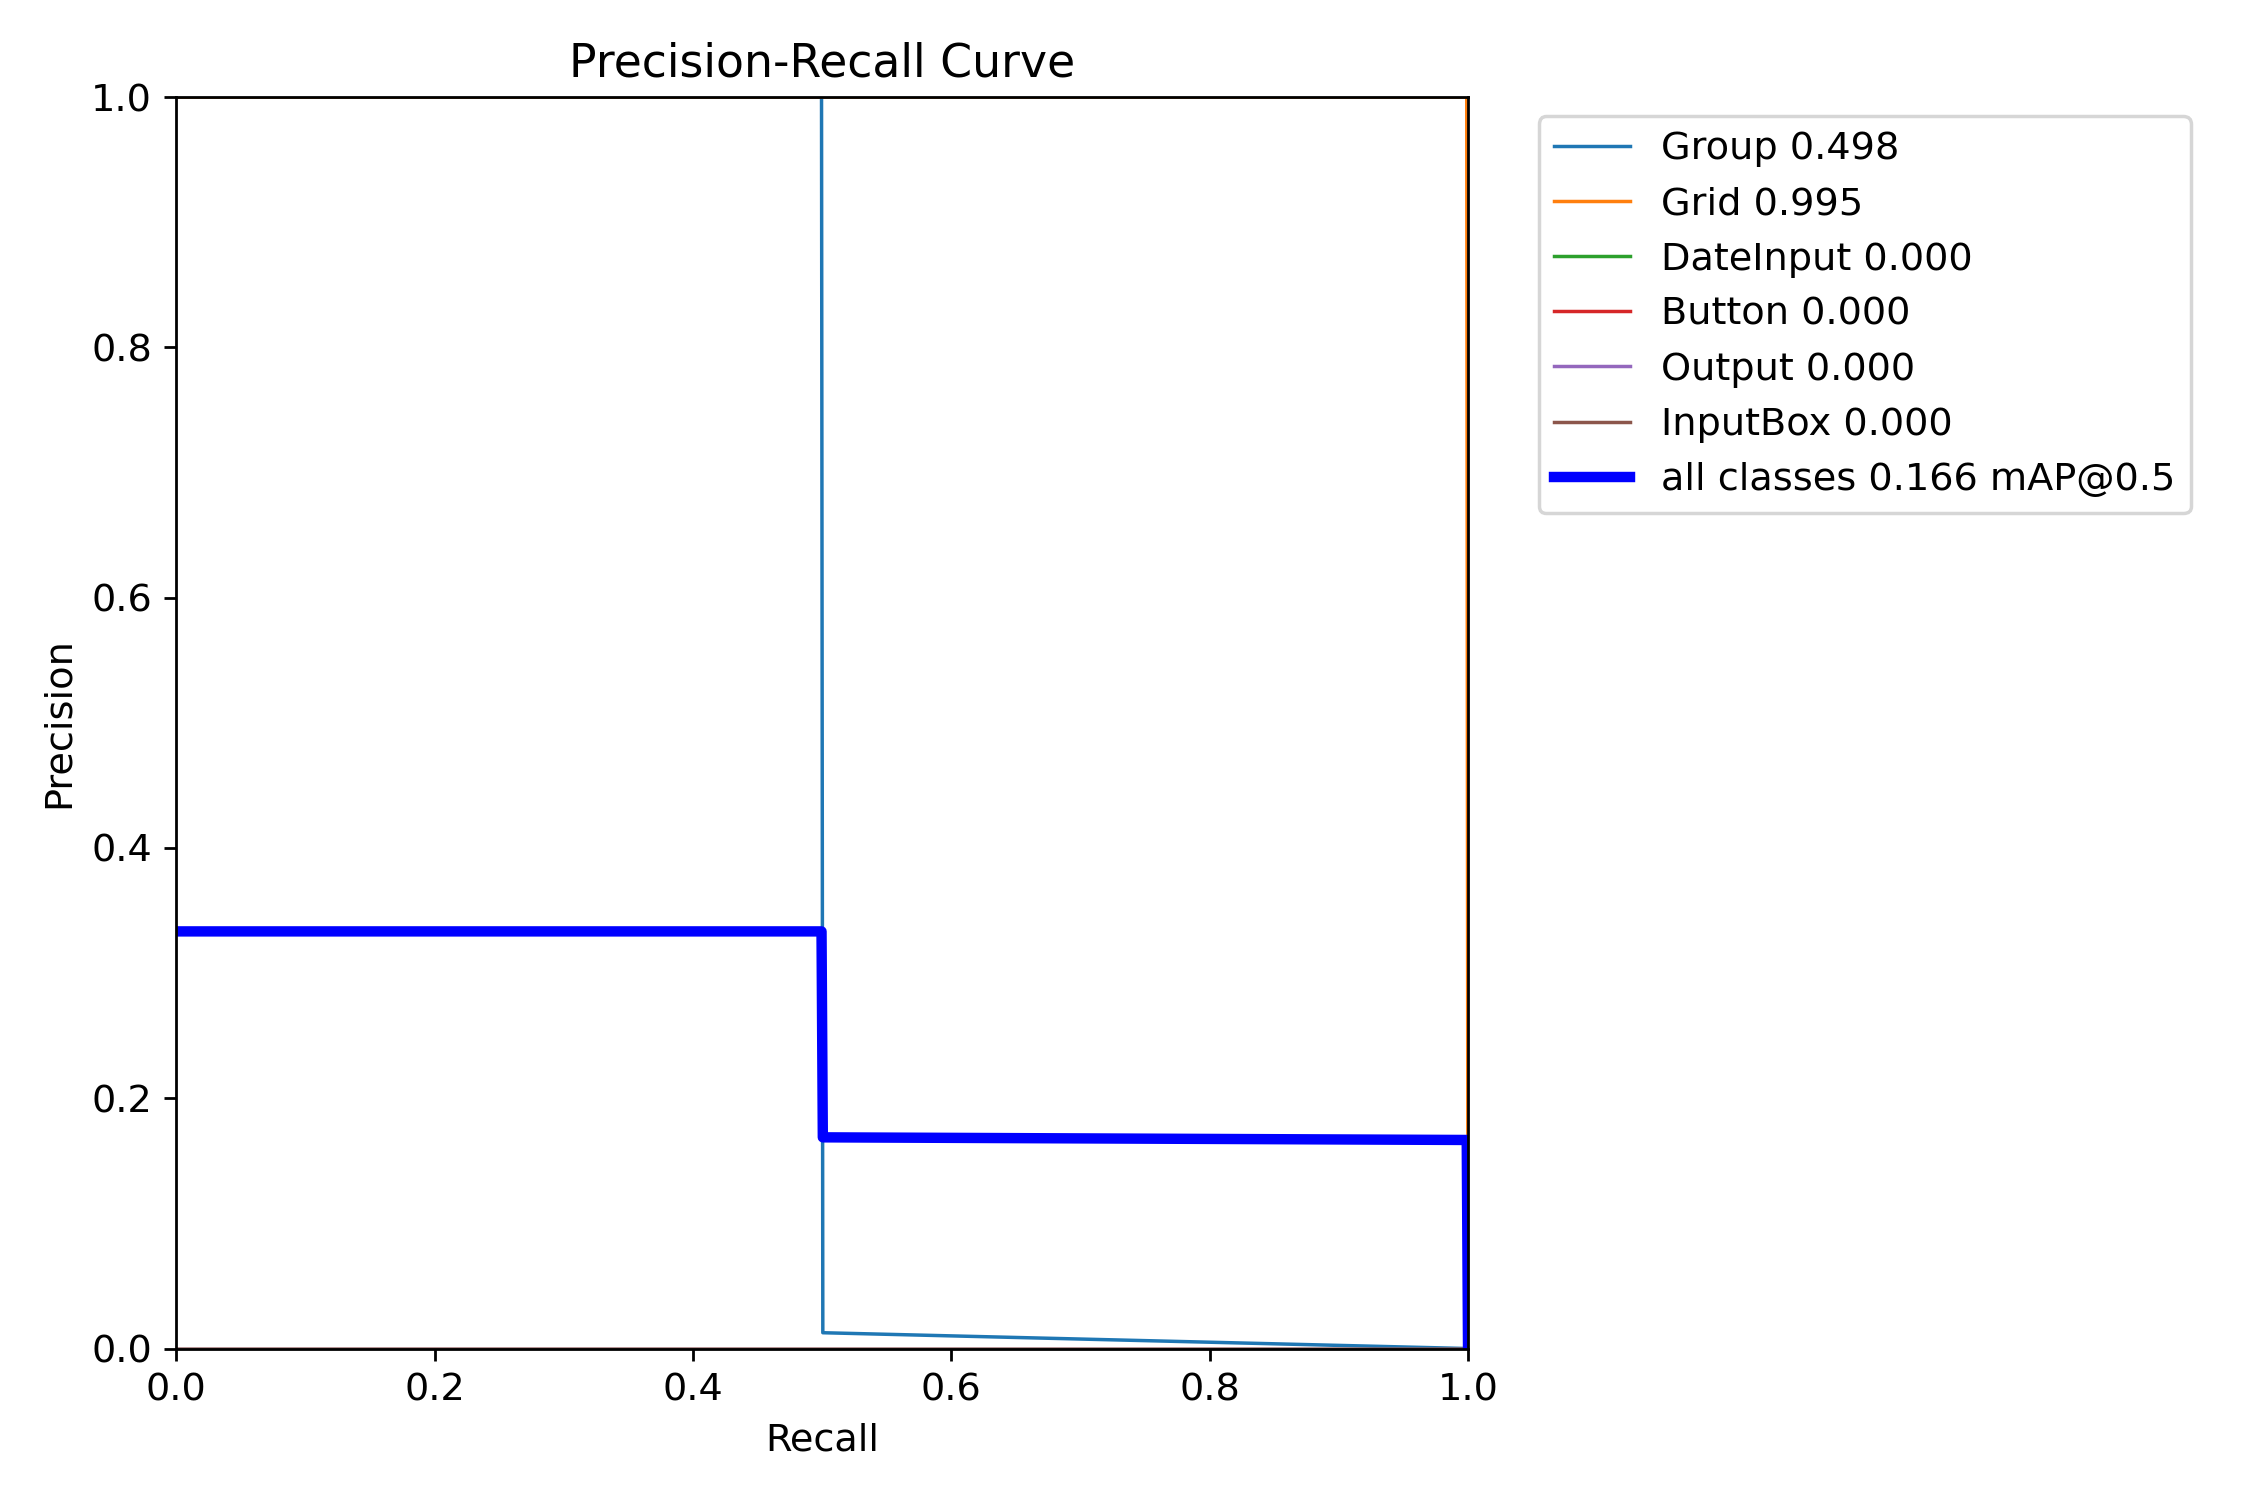 Precision-Recall Curve
1.0
0.8
0.6
0.4
0.2
0.0
Precision
0.0 0.2 0.4 0.6 0.8 1.0
Recall
Group 0.498
Grid 0.995
DateInput 0.000
Button 0.000
Output 0.000
InputBox 0.000
all classes 0.166 mAP@0.5